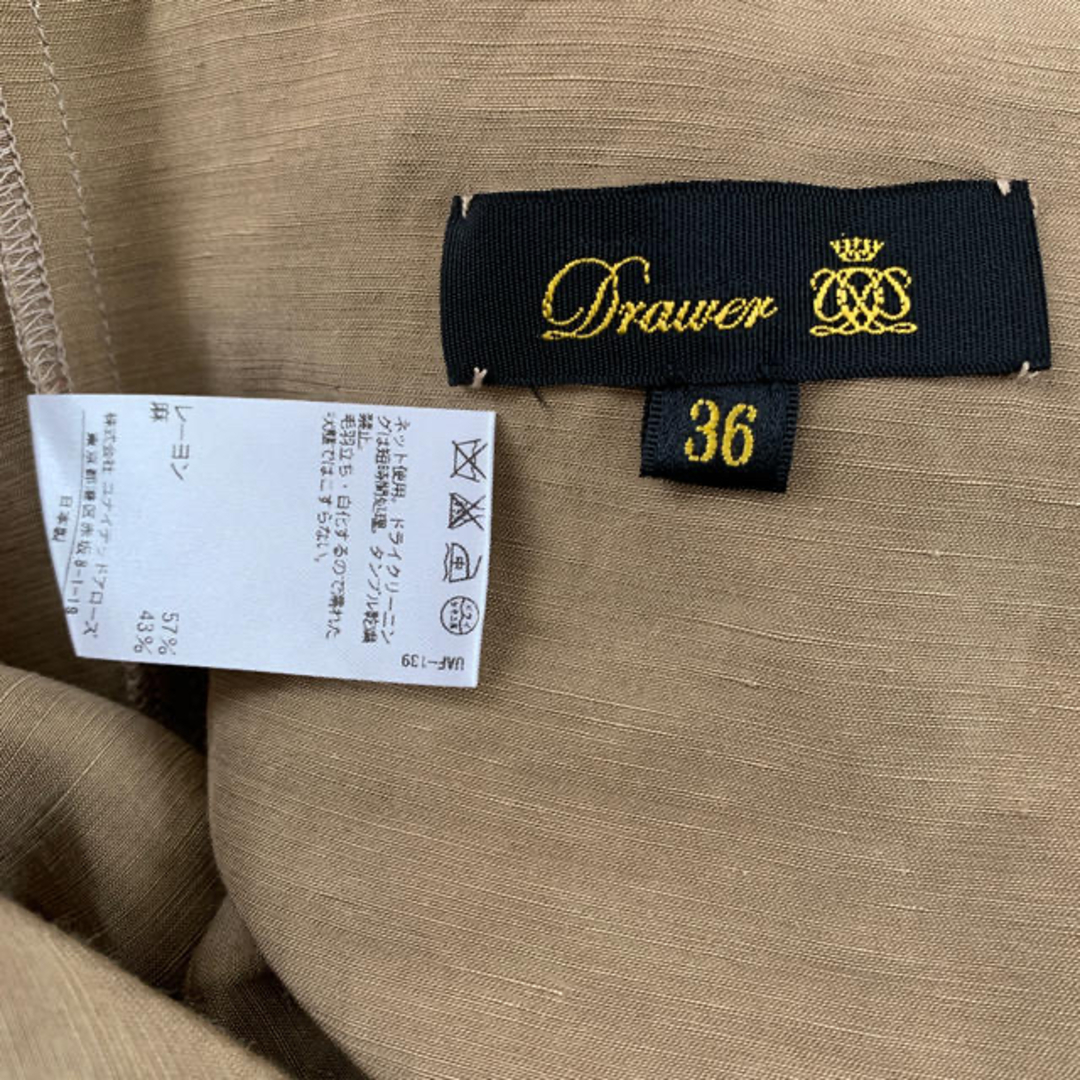 Drawer
36
ネット使用。ドライクリーニン
グは短時間処理。タンブル乾燥
禁止。
毛羽立ち・白化するので濡れた
状態ではこすらない。
UAF-139
レーヨン 57%
麻 43%
株式会社 ユナイテッドアローズ
東京都港区赤坂8-1-19
日本製